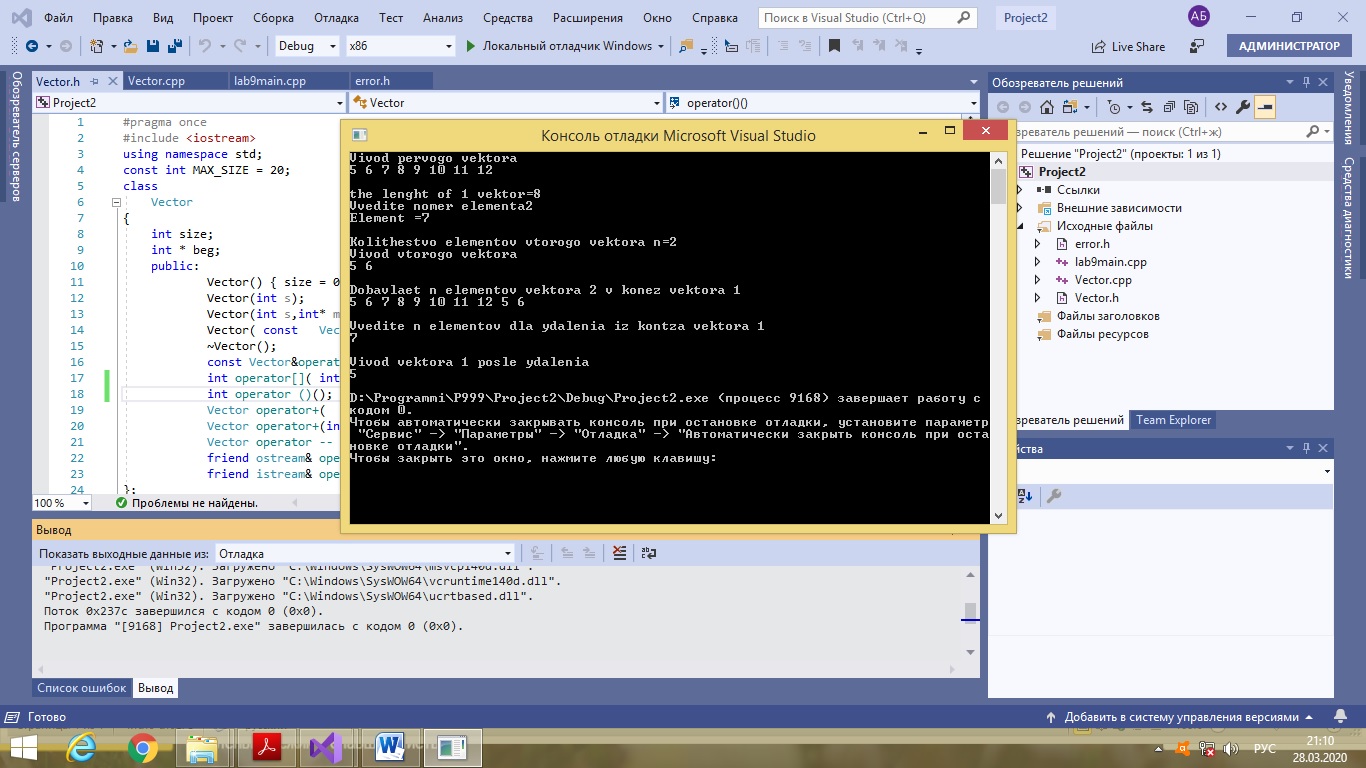 Файл Правка Вид Проект Сборка Отладка Тест Анализ Средства Расширения Окно Справка Поиск в Visual Studio (Ctrl+Q) Project2 АБ
Debug x86 Локальный отладчик Windows Live Share АДМИНИСТРАТОР
Обозреватель серверов
Vector.h Vector.cpp lab9main.cpp error.h
Project2 Vector operator()()
1 #pragma once
2 #include <iostream>
3 using namespace std;
4 const int MAX_SIZE = 20;
5 class
6 Vector
7 {
8 int size;
9 int * beg;
10 public:
11 Vector() { size = 0
12 Vector(int s);
13 Vector(int s,int* m
14 Vector( const Vec
15 ~Vector();
16 const Vector&operat
17 int operator[]( int
18 int operator ()();
19 Vector operator+(
20 Vector operator+(in
21 Vector operator --
22 friend ostream& ope
23 friend istream& ope
24 };
100 % Проблемы не найдены.
Консоль отладки Microsoft Visual Studio
Vivod pervogo vektora
5 6 7 8 9 10 11 12
the lenght of 1 vektor=8
Vvedite nomer elementa2
Element =7
Kolithestvo elementov vtorogo vektora n=2
Vivod vtorogo vektora
5 6
Dobavlaet n elementov vektora 2 v konez vektora 1
5 6 7 8 9 10 11 12 5 6
Vvedite n elementov dla ydalenia iz kontza vektora 1
7
Vivod vektora 1 posle ydalenia
5
D:\Programmi\P999\Project2\Debug\Project2.exe (процесс 9168) завершает работу с
кодом 0.
Чтобы автоматически закрывать консоль при остановке отладки, установите параметр
"Сервис" -> "Параметры" -> "Отладка" -> "Автоматически закрыть консоль при оста
новке отладки".
Чтобы закрыть это окно, нажмите любую клавишу:
Обозреватель решений
озреватель решений — поиск (Ctrl+ж)
Решение "Project2" (проекты: 1 из 1)
Project2
Ссылки
Внешние зависимости
Исходные файлы
error.h
lab9main.cpp
Vector.cpp
Vector.h
Файлы заголовков
Файлы ресурсов
озреватель решений Team Explorer
йства
Уведомления
Средства диагностики
Вывод
Показать выходные данные из: Отладка
"Project2.exe" (Win32). Загружено "C:\Windows\SysWOW64\msvcp140d.dll".
"Project2.exe" (Win32). Загружено "C:\Windows\SysWOW64\vcruntime140d.dll".
"Project2.exe" (Win32). Загружено "C:\Windows\SysWOW64\ucrtbased.dll".
Поток 0x237c завершился с кодом 0 (0x0).
Программа "[9168] Project2.exe" завершилась с кодом 0 (0x0).
Список ошибок Вывод
Готово Добавить в систему управления версиями
РУС 21:10
28.03.2020